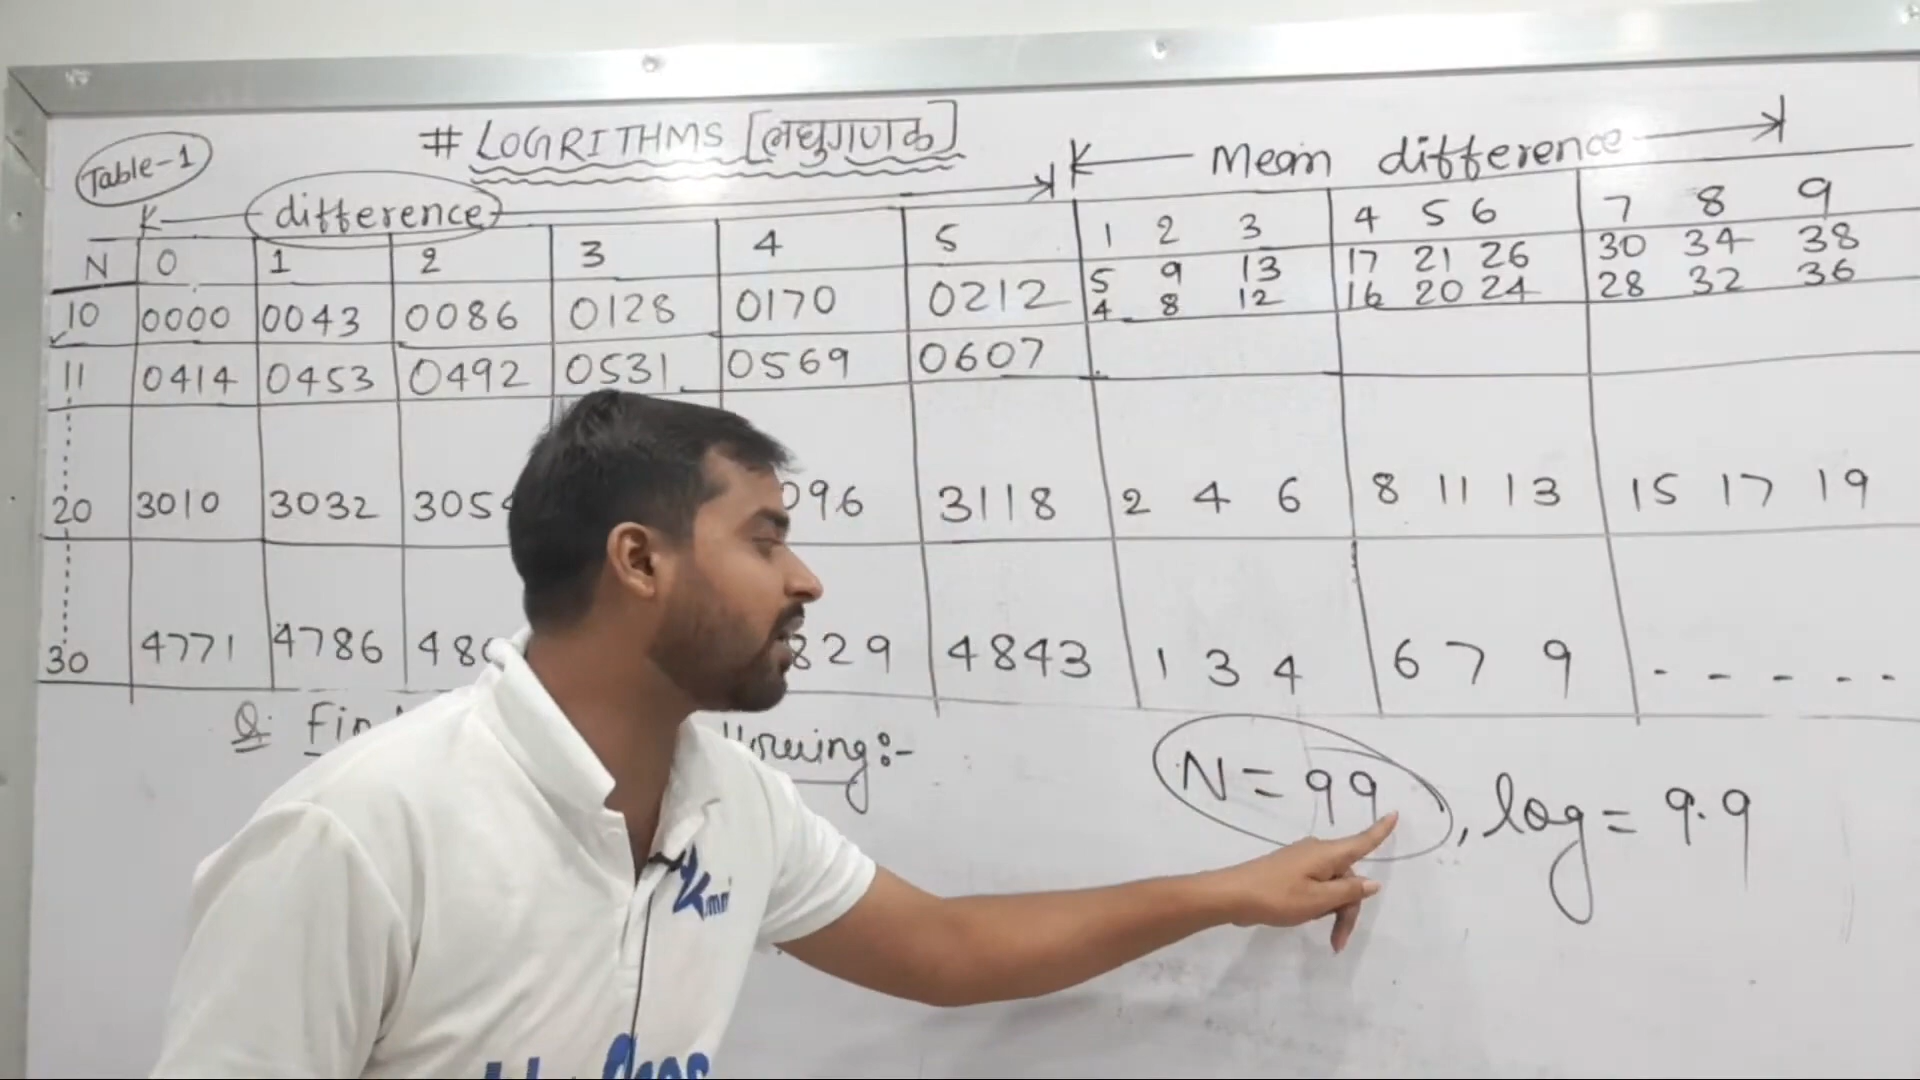 Table-1
# LOGRITHMS [लघुगणक]
Mean difference
difference
N 0 1 2 3 4 5 1 2 3 4 5 6 7 8 9
10 0000 0043 0086 0128 0170 0212 5 9 13 17 21 26 30 34 38
4 8 12 16 20 24 28 32 36
11 0414 0453 0492 0531 0569 0607
20 3010 3032 305 096 3118 2 4 6 8 11 13 15 17 19
30 4771 4786 48 829 4843 1 3 4 6 7 9 - - - - -
Q:
N = 99, log = 9.9